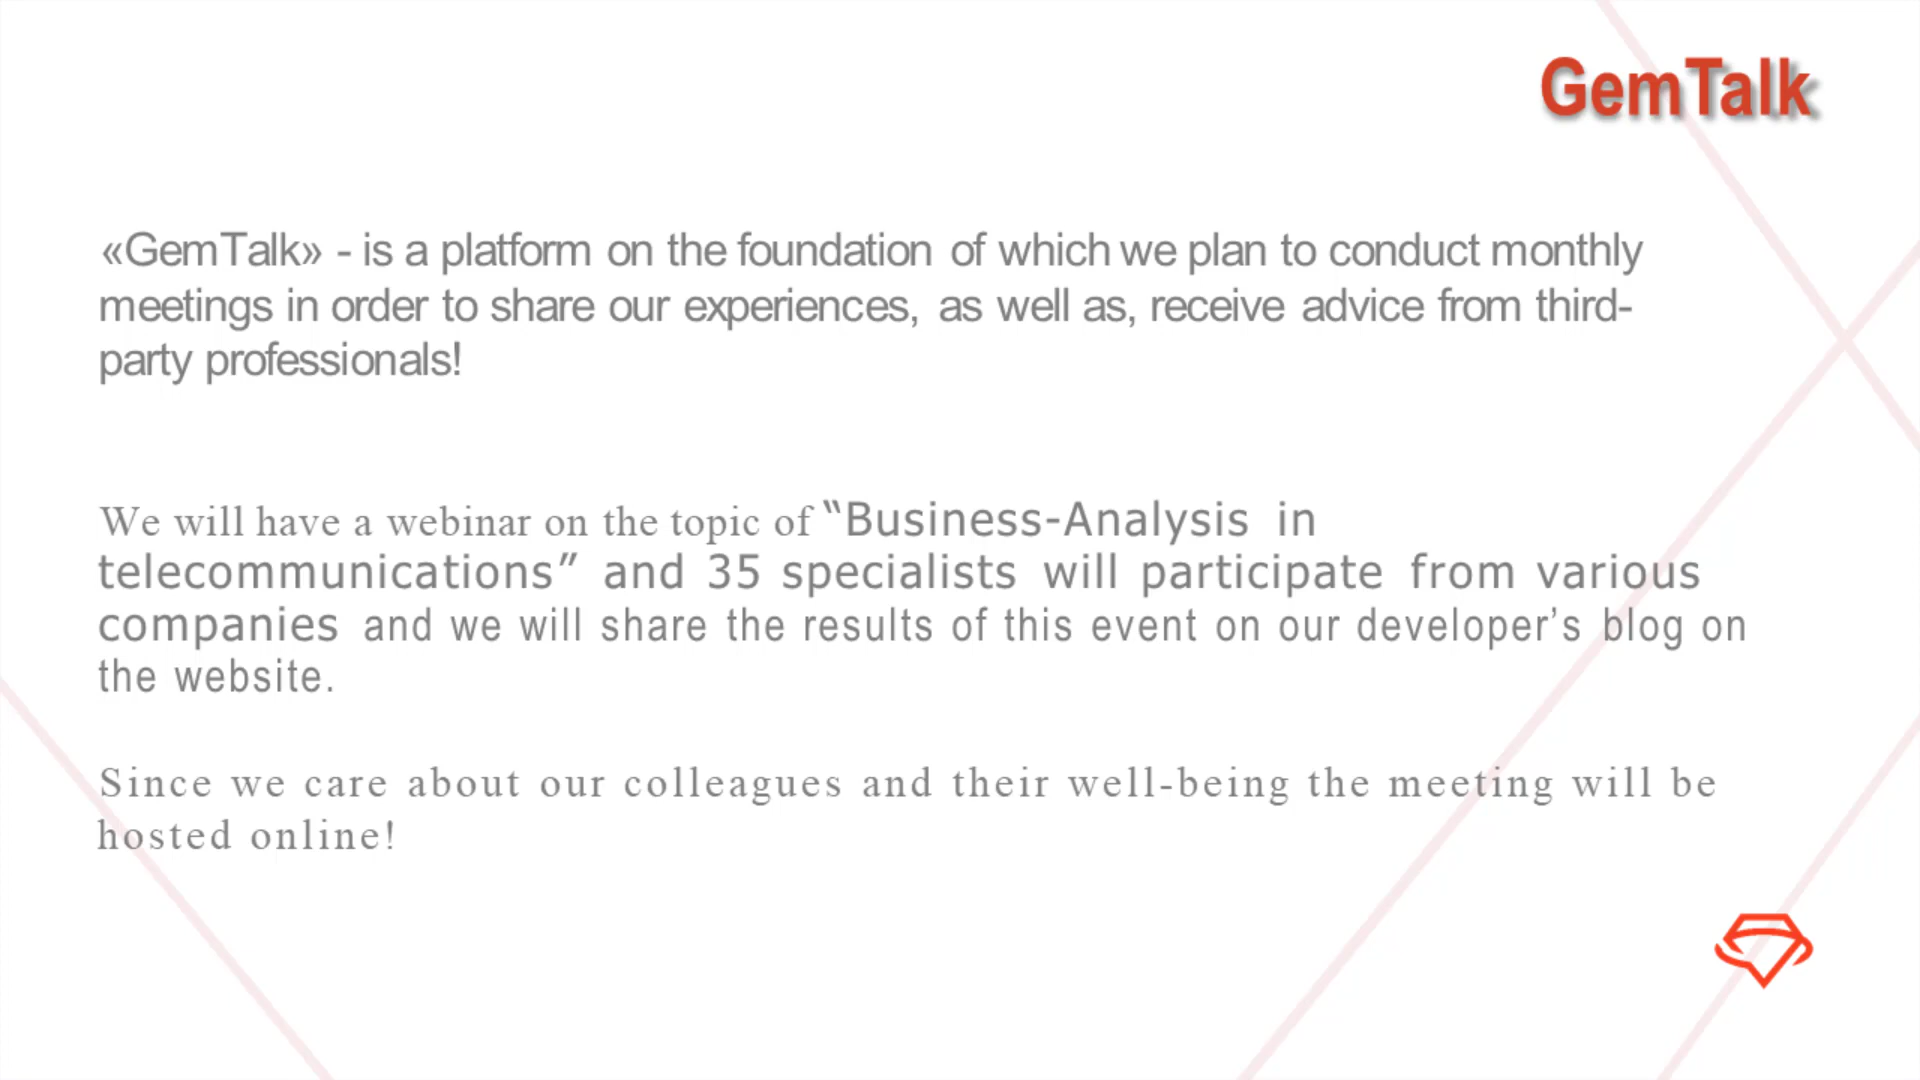 GemTalk
«GemTalk» - is a platform on the foundation of which we plan to conduct monthly
meetings in order to share our experiences, as well as, receive advice from third-
party professionals!
We will have a webinar on the topic of “Business-Analysis in
telecommunications” and 35 specialists will participate from various
companies and we will share the results of this event on our developer’s blog on
the website.
Since we care about our colleagues and their well-being the meeting will be
hosted online!